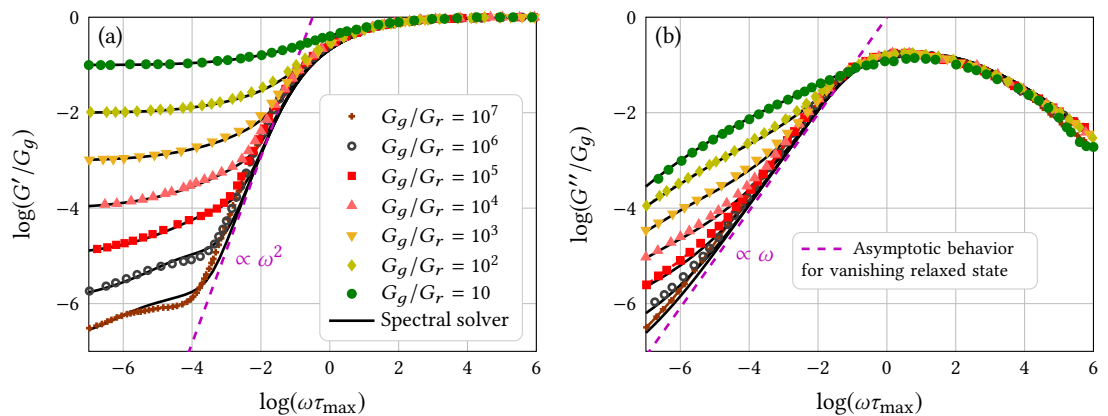 (a)
log(G′/G_g)
0
−2
−4
−6
G_g/G_r = 10^7
G_g/G_r = 10^6
G_g/G_r = 10^5
G_g/G_r = 10^4
G_g/G_r = 10^3
G_g/G_r = 10^2
G_g/G_r = 10
Spectral solver
∝ ω^2
−6 −4 −2 0 2 4 6
log(ωτ_max)
(b)
log(G″/G_g)
0
−2
−4
−6
Asymptotic behavior
for vanishing relaxed state
∝ ω
−6 −4 −2 0 2 4 6
log(ωτ_max)